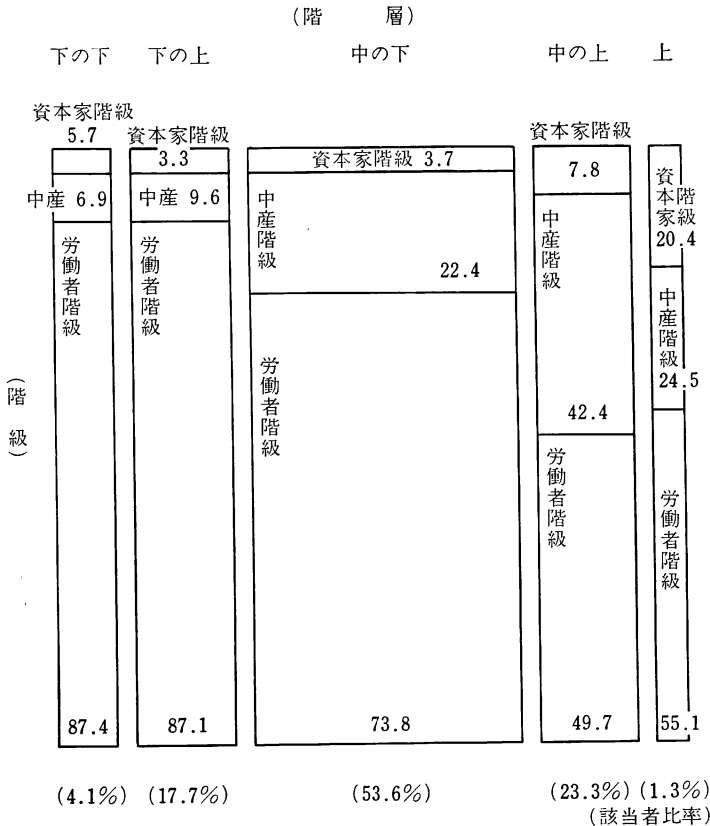 (階 層)
下の下 下の上 中の下 中の上 上
資本家階級
5.7
中産 6.9
労働者階級
87.4
資本家階級
3.3
中産 9.6
労働者階級
87.1
資本家階級 3.7
中産階級
22.4
労働者階級
73.8
資本家階級
7.8
中産階級
42.4
労働者階級
49.7
資本家階級
20.4
中産階級
24.5
労働者階級
55.1
(階 級)
(4.1%) (17.7%) (53.6%) (23.3%) (1.3%)
(該当者比率)